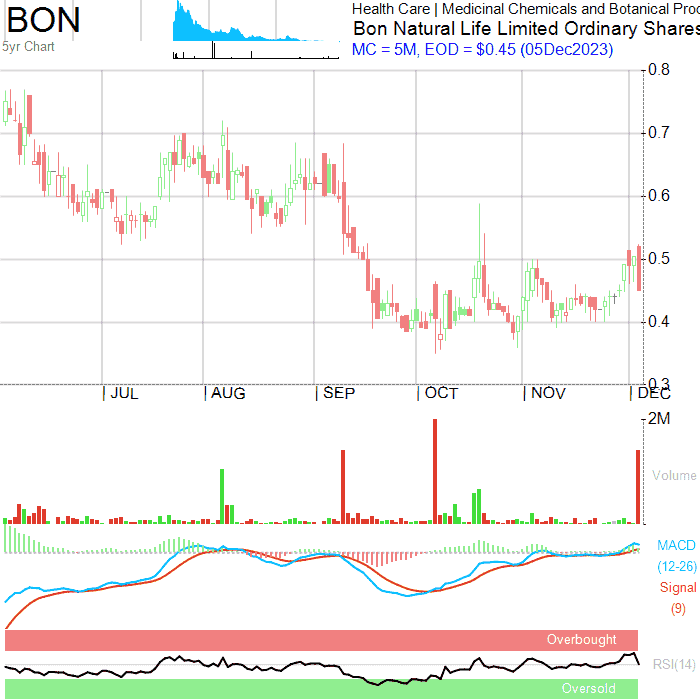 BON
5yr Chart
Health Care | Medicinal Chemicals and Botanical Proc
Bon Natural Life Limited Ordinary Shares
MC = 5M, EOD = $0.45 (05Dec2023)
0.8
0.7
0.6
0.5
0.4
0.3
JUL AUG SEP OCT NOV DEC
2M
Volume
MACD
(12-26)
Signal
(9)
Overbought
RSI(14)
Oversold